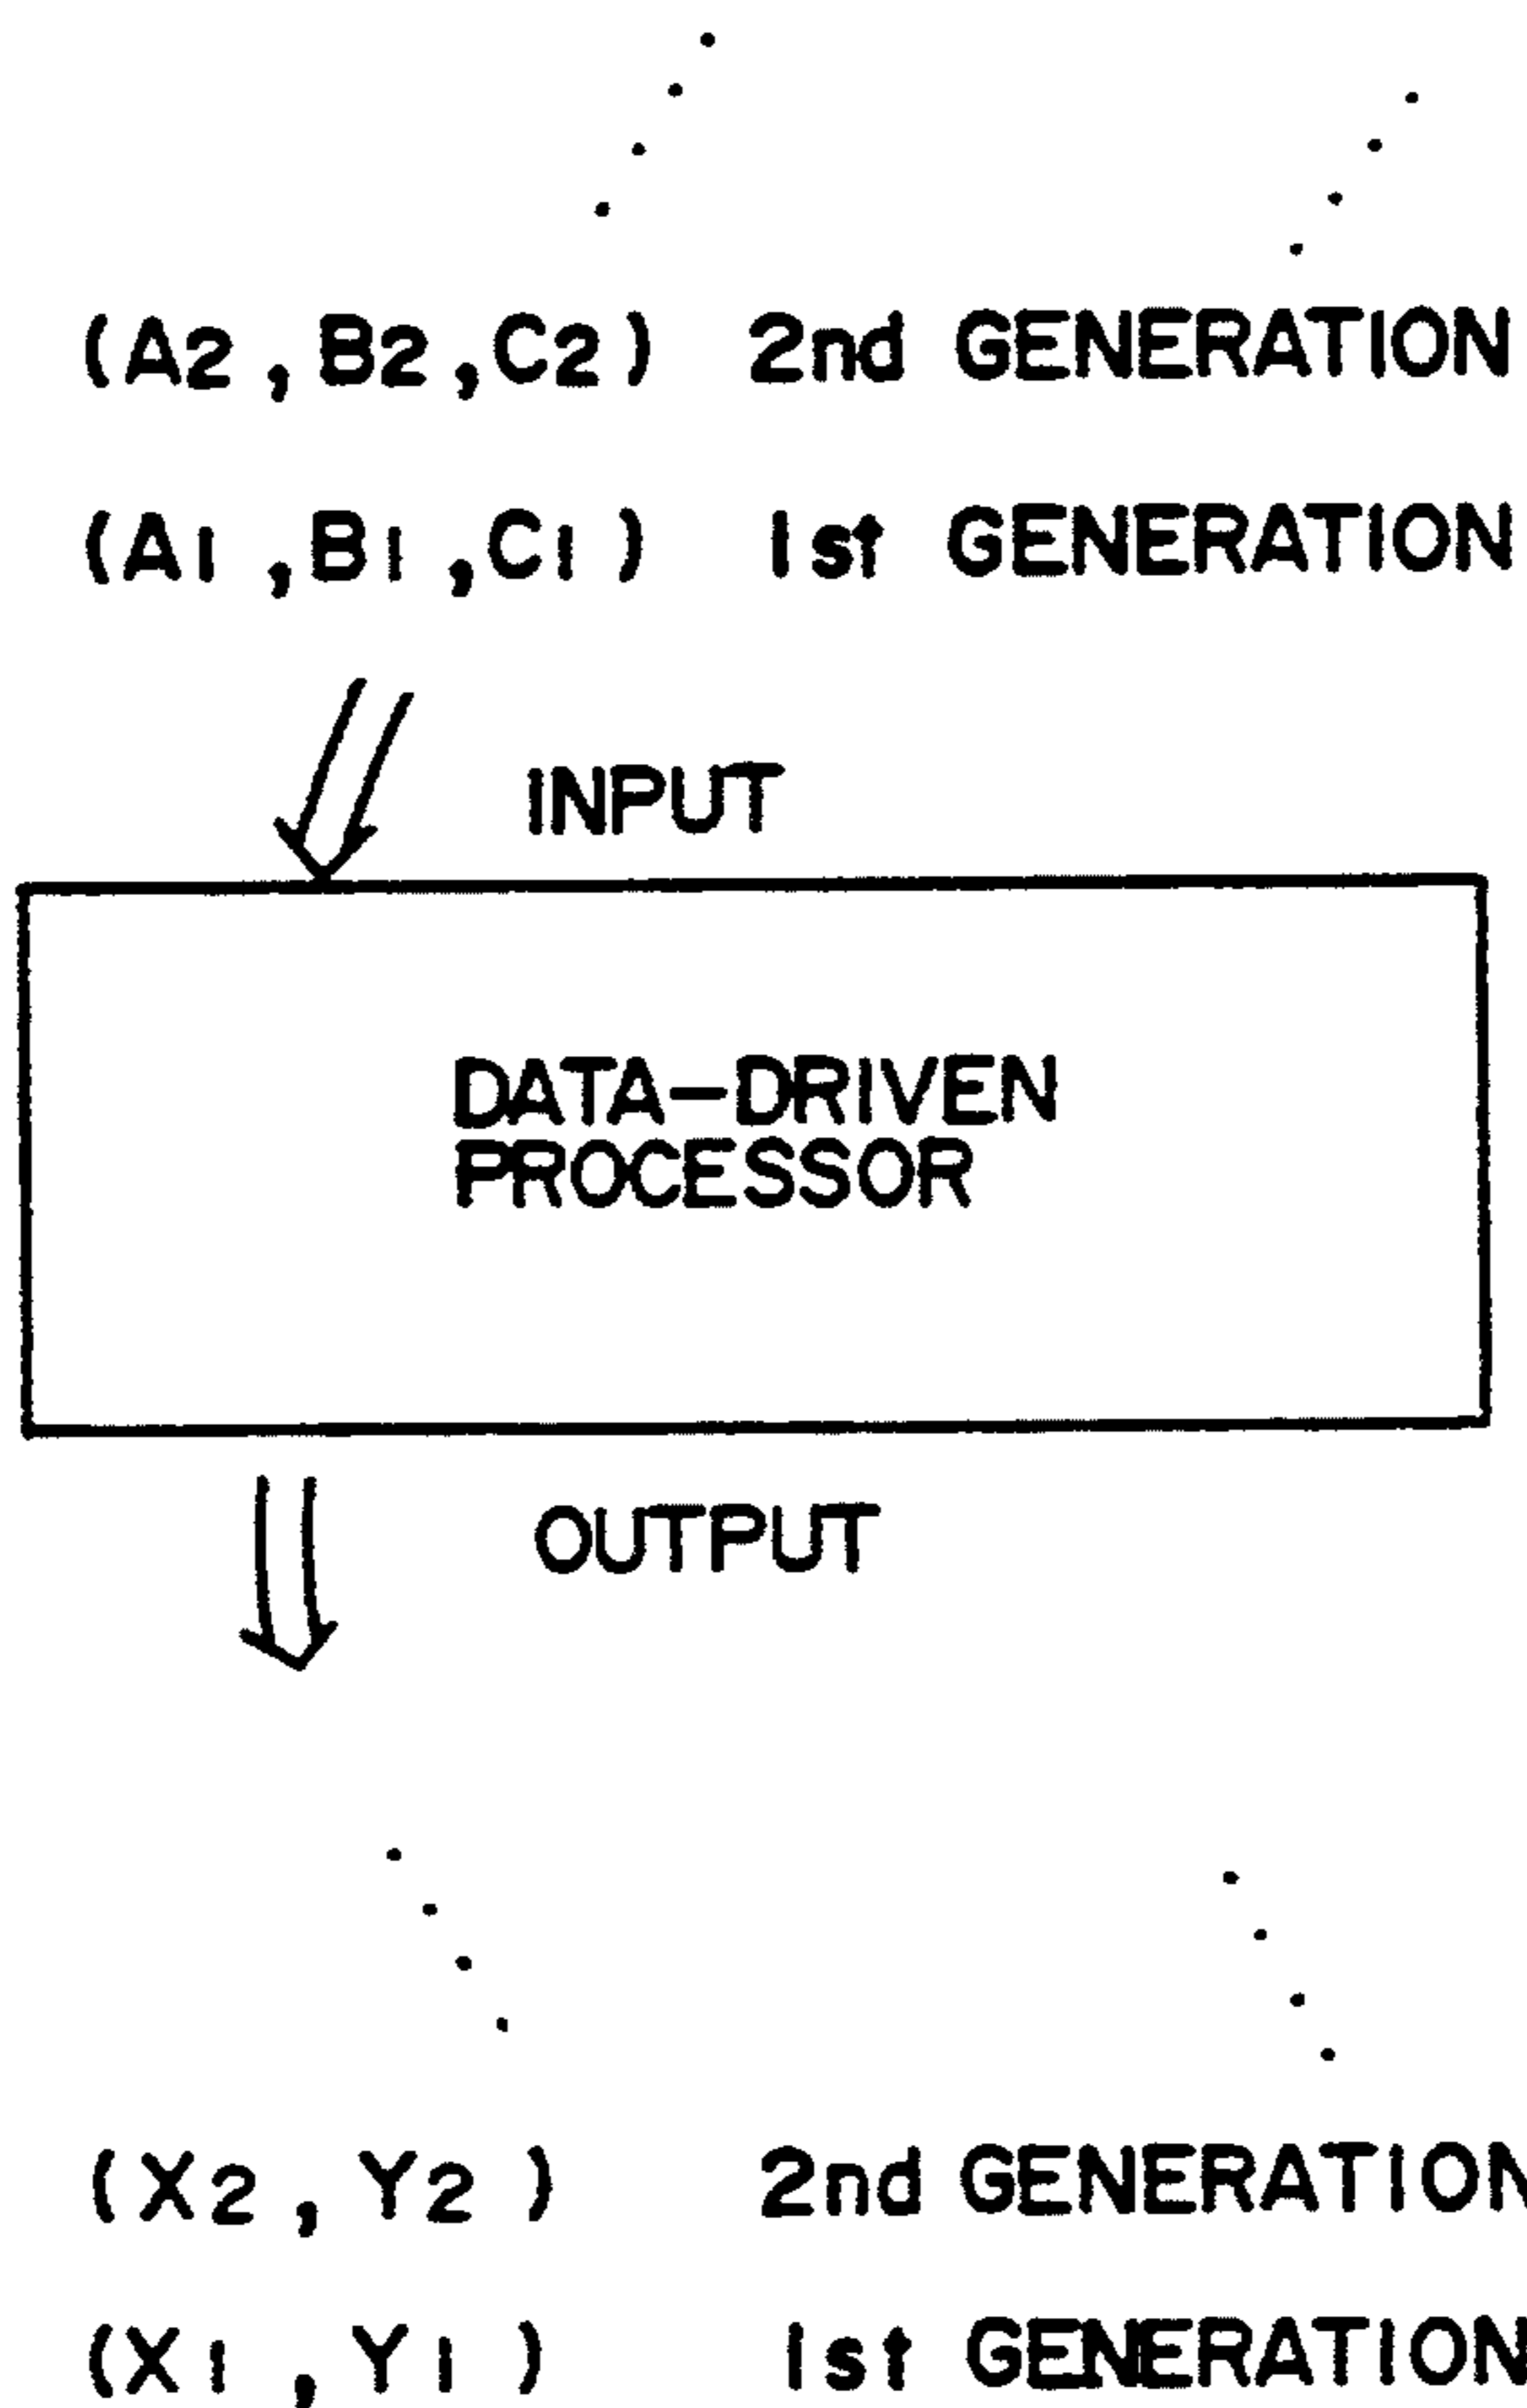 (A2,B2,C2) 2nd GENERATION
(A1,B1,C1) 1st GENERATION
INPUT
DATA-DRIVEN
PROCESSOR
OUTPUT
(X2,Y2) 2nd GENERATION
(X1,Y1) 1st GENERATION